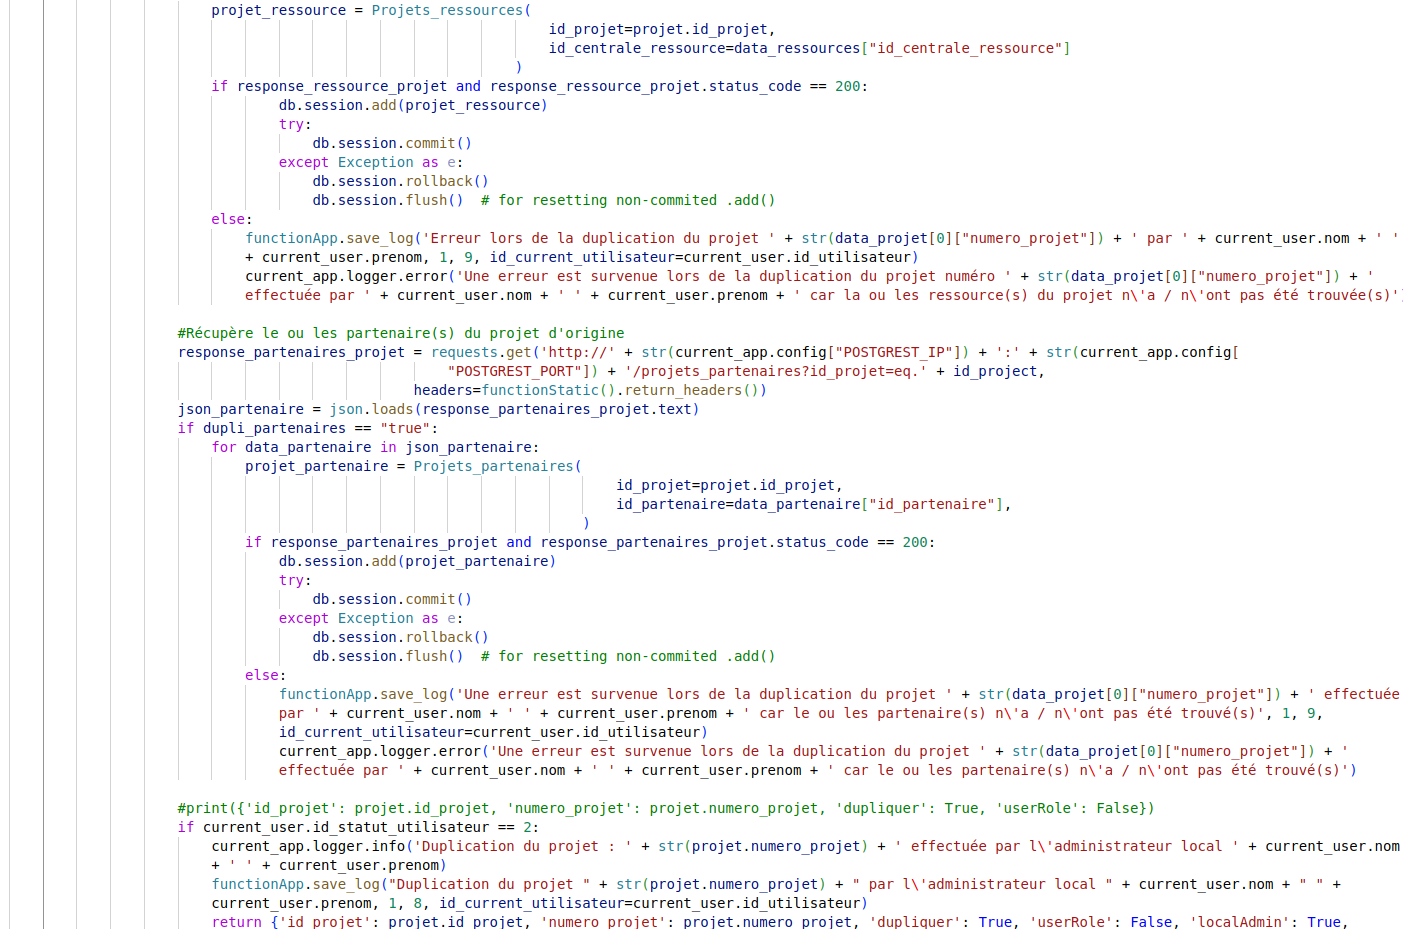 projet_ressource = Projets_ressources(
id_projet=projet.id_projet,
id_centrale_ressource=data_ressources["id_centrale_ressource"]
)
if response_ressource_projet and response_ressource_projet.status_code == 200:
db.session.add(projet_ressource)
try:
db.session.commit()
except Exception as e:
db.session.rollback()
db.session.flush()  # for resetting non-commited .add()
else:
functionApp.save_log('Erreur lors de la duplication du projet ' + str(data_projet[0]["numero_projet"]) + ' par ' + current_user.nom + ' '
+ current_user.prenom, 1, 9, id_current_utilisateur=current_user.id_utilisateur)
current_app.logger.error('Une erreur est survenue lors de la duplication du projet numéro ' + str(data_projet[0]["numero_projet"]) + '
effectuée par ' + current_user.nom + ' ' + current_user.prenom + ' car la ou les ressource(s) du projet n\'a / n\'ont pas été trouvée(s)')
#Récupère le ou les partenaire(s) du projet d'origine
response_partenaires_projet = requests.get('http://' + str(current_app.config["POSTGREST_IP"]) + ':' + str(current_app.config[
"POSTGREST_PORT"]) + '/projets_partenaires?id_projet=eq.' + id_project,
headers=functionStatic().return_headers())
json_partenaire = json.loads(response_partenaires_projet.text)
if dupli_partenaires == "true":
for data_partenaire in json_partenaire:
projet_partenaire = Projets_partenaires(
id_projet=projet.id_projet,
id_partenaire=data_partenaire["id_partenaire"],
)
if response_partenaires_projet and response_partenaires_projet.status_code == 200:
db.session.add(projet_partenaire)
try:
db.session.commit()
except Exception as e:
db.session.rollback()
db.session.flush()  # for resetting non-commited .add()
else:
functionApp.save_log('Une erreur est survenue lors de la duplication du projet ' + str(data_projet[0]["numero_projet"]) + ' effectuée
par ' + current_user.nom + ' ' + current_user.prenom + ' car le ou les partenaire(s) n\'a / n\'ont pas été trouvé(s)', 1, 9,
id_current_utilisateur=current_user.id_utilisateur)
current_app.logger.error('Une erreur est survenue lors de la duplication du projet ' + str(data_projet[0]["numero_projet"]) + '
effectuée par ' + current_user.nom + ' ' + current_user.prenom + ' car le ou les partenaire(s) n\'a / n\'ont pas été trouvé(s)')
#print({'id_projet': projet.id_projet, 'numero_projet': projet.numero_projet, 'dupliquer': True, 'userRole': False})
if current_user.id_statut_utilisateur == 2:
current_app.logger.info('Duplication du projet : ' + str(projet.numero_projet) + ' effectuée par l\'administrateur local ' + current_user.nom
+ ' ' + current_user.prenom)
functionApp.save_log("Duplication du projet " + str(projet.numero_projet) + " par l\'administrateur local " + current_user.nom + " " +
current_user.prenom, 1, 8, id_current_utilisateur=current_user.id_utilisateur)
return {'id_projet': projet.id_projet, 'numero_projet': projet.numero_projet, 'dupliquer': True, 'userRole': False, 'localAdmin': True,